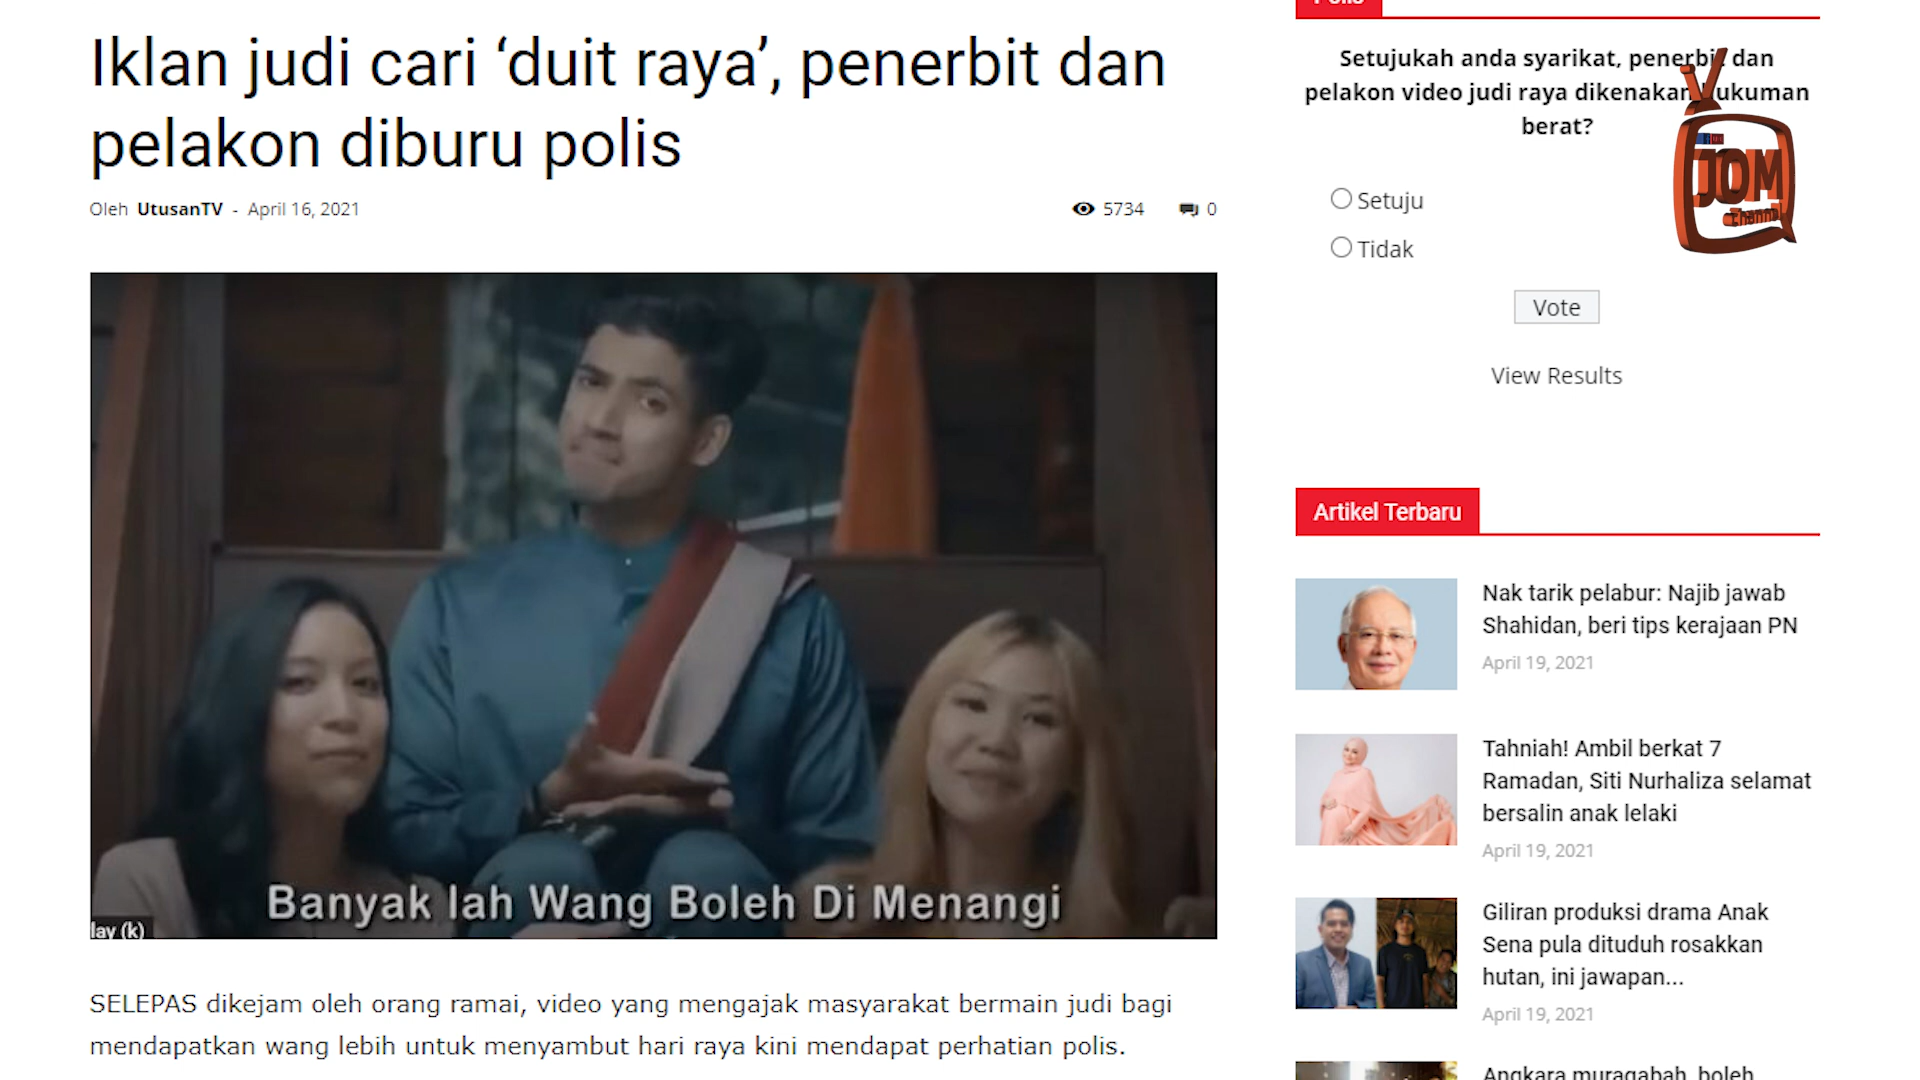 Iklan judi cari ‘duit raya’, penerbit dan
pelakon diburu polis
Oleh UtusanTV - April 16, 2021
5734
0
Banyak lah Wang Boleh Di Menangi
lay (k)
SELEPAS dikejam oleh orang ramai, video yang mengajak masyarakat bermain judi bagi
mendapatkan wang lebih untuk menyambut hari raya kini mendapat perhatian polis.
Setujukah anda syarikat, penerbit dan
pelakon video judi raya dikenakan hukuman
berat?
JOM
channel
Setuju
Tidak
Vote
View Results
Artikel Terbaru
Nak tarik pelabur: Najib jawab
Shahidan, beri tips kerajaan PN
April 19, 2021
Tahniah! Ambil berkat 7
Ramadan, Siti Nurhaliza selamat
bersalin anak lelaki
April 19, 2021
Giliran produksi drama Anak
Sena pula dituduh rosakkan
hutan, ini jawapan...
April 19, 2021
Angkara muraqabah, boleh